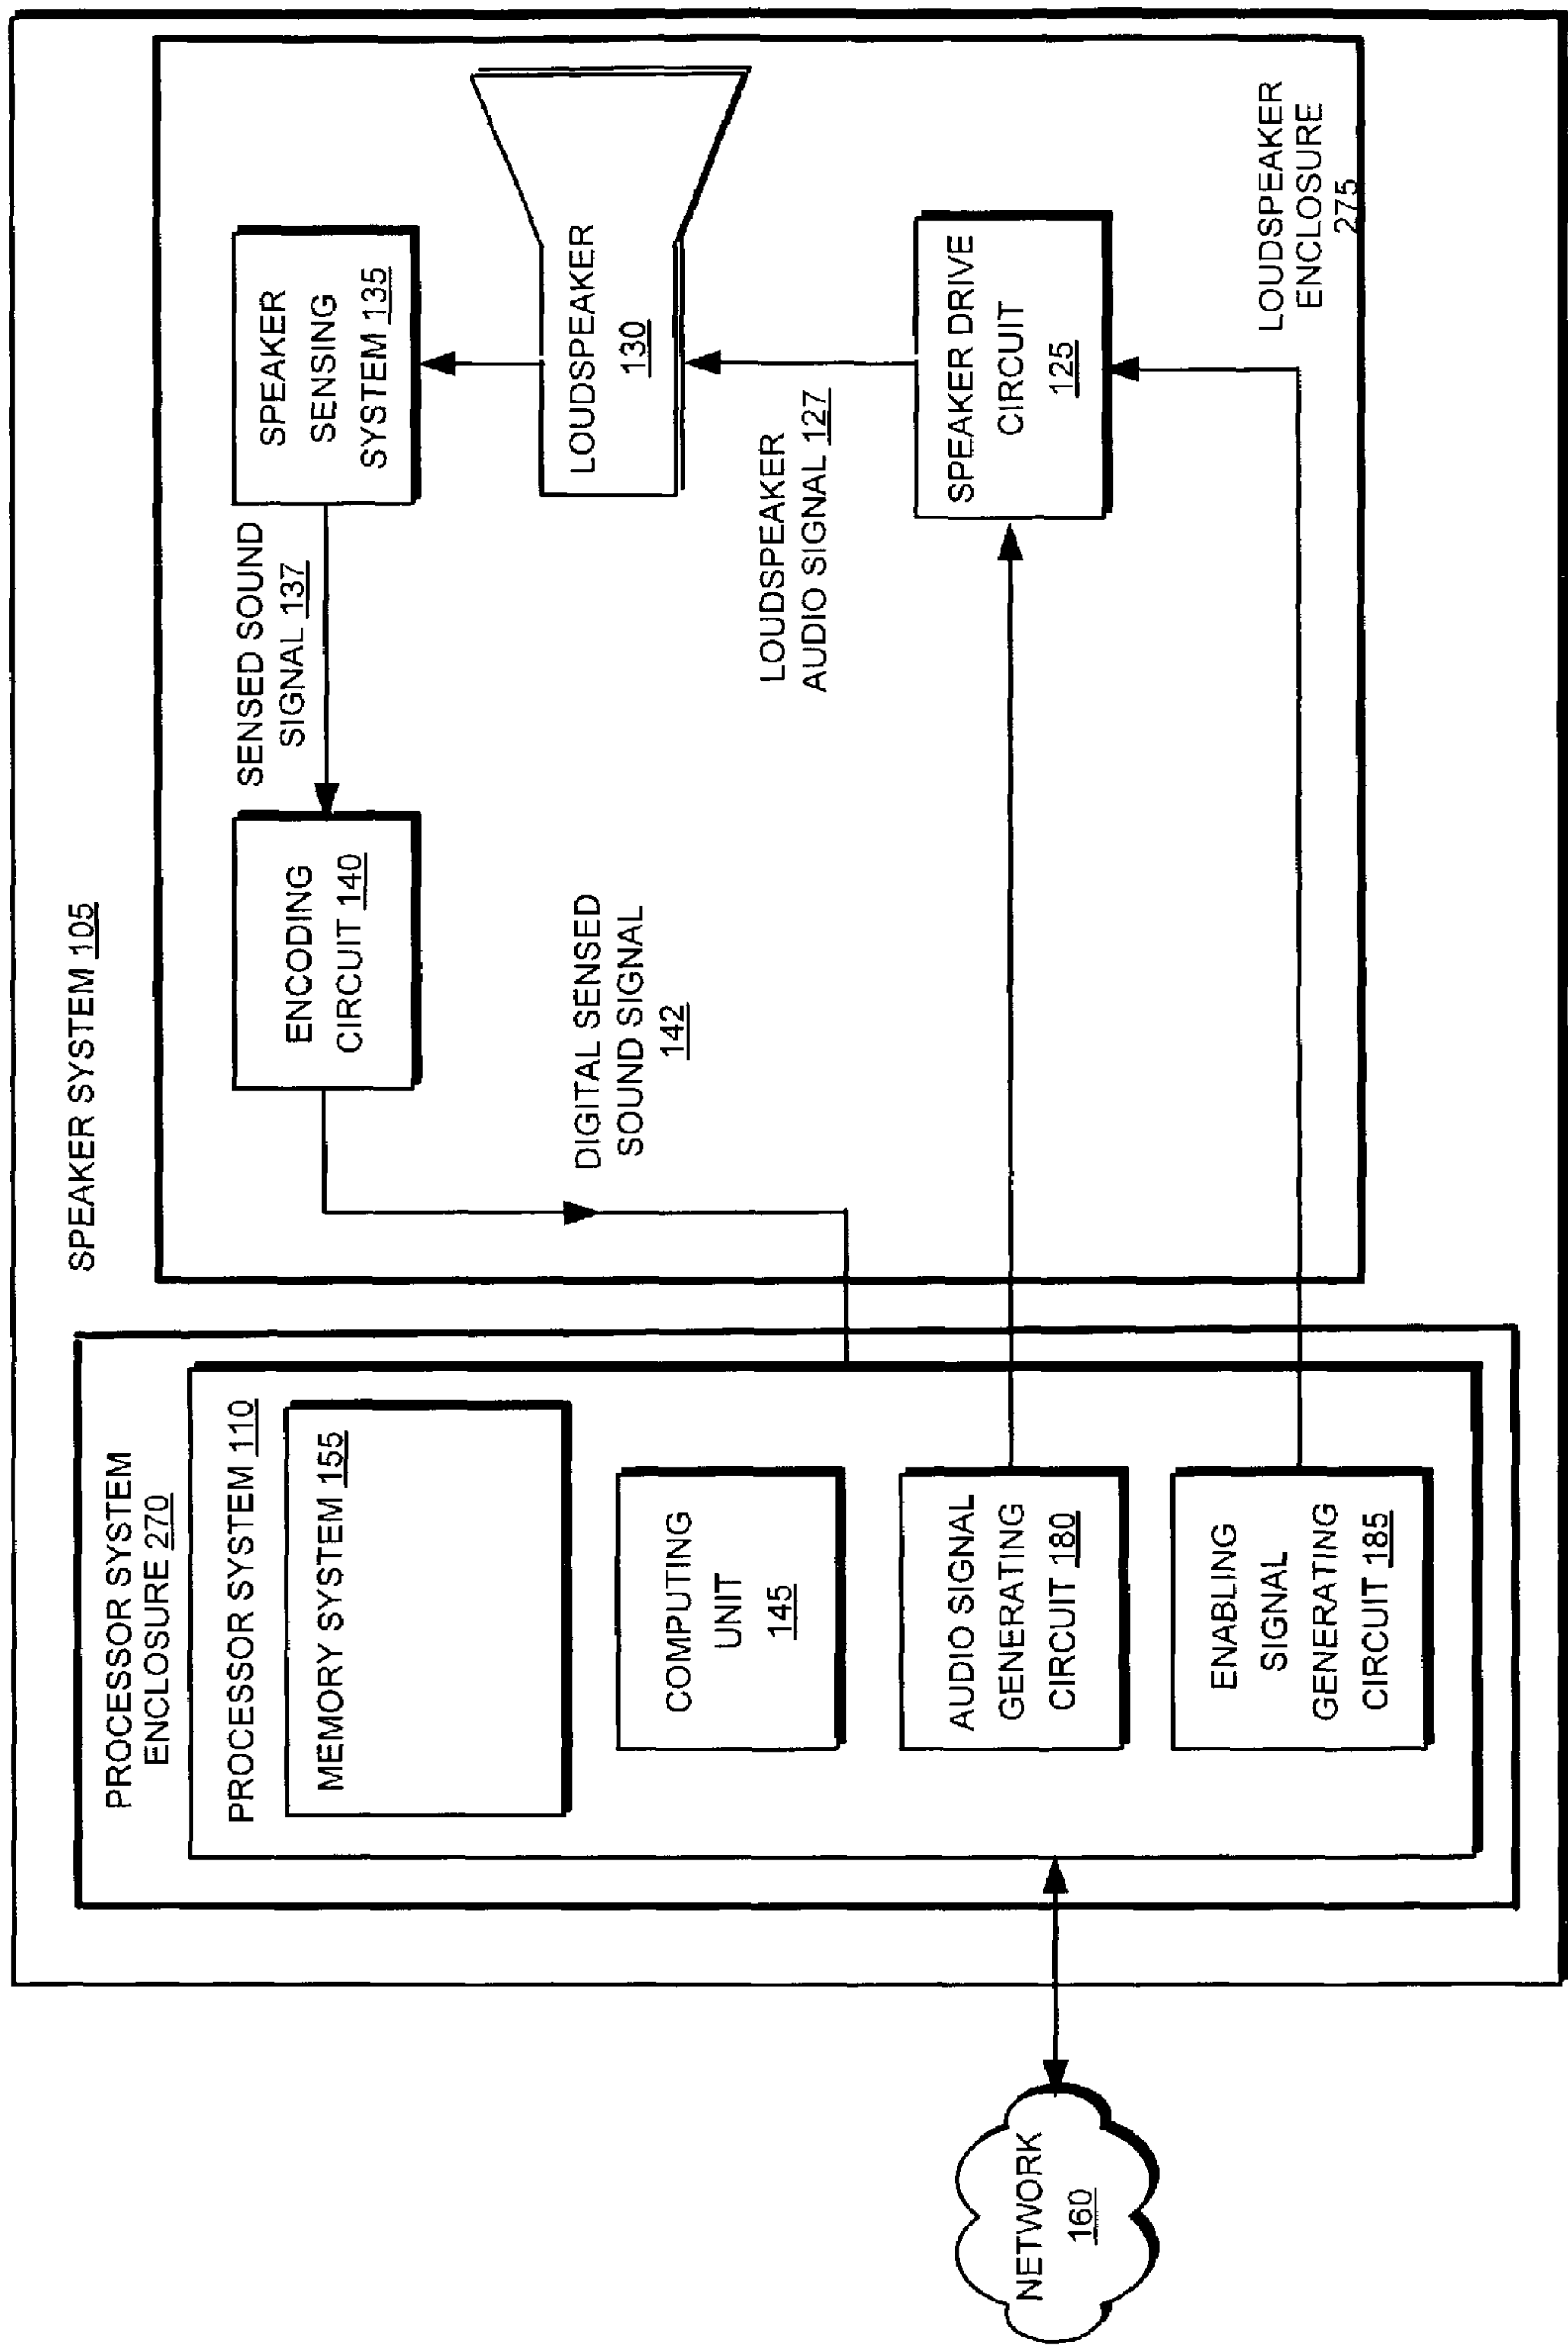 SPEAKER SYSTEM 105
PROCESSOR SYSTEM
ENCLOSURE 270
PROCESSOR SYSTEM 110
MEMORY SYSTEM 155
COMPUTING
UNIT
145
AUDIO SIGNAL
GENERATING
CIRCUIT 180
ENABLING
SIGNAL
GENERATING
CIRCUIT 185
NETWORK
160
ENCODING
CIRCUIT 140
SENSED SOUND
SIGNAL 137
SPEAKER
SENSING
SYSTEM 135
DIGITAL SENSED
SOUND SIGNAL
142
LOUDSPEAKER
130
LOUDSPEAKER
AUDIO SIGNAL 127
SPEAKER DRIVE
CIRCUIT
125
LOUDSPEAKER
ENCLOSURE
275